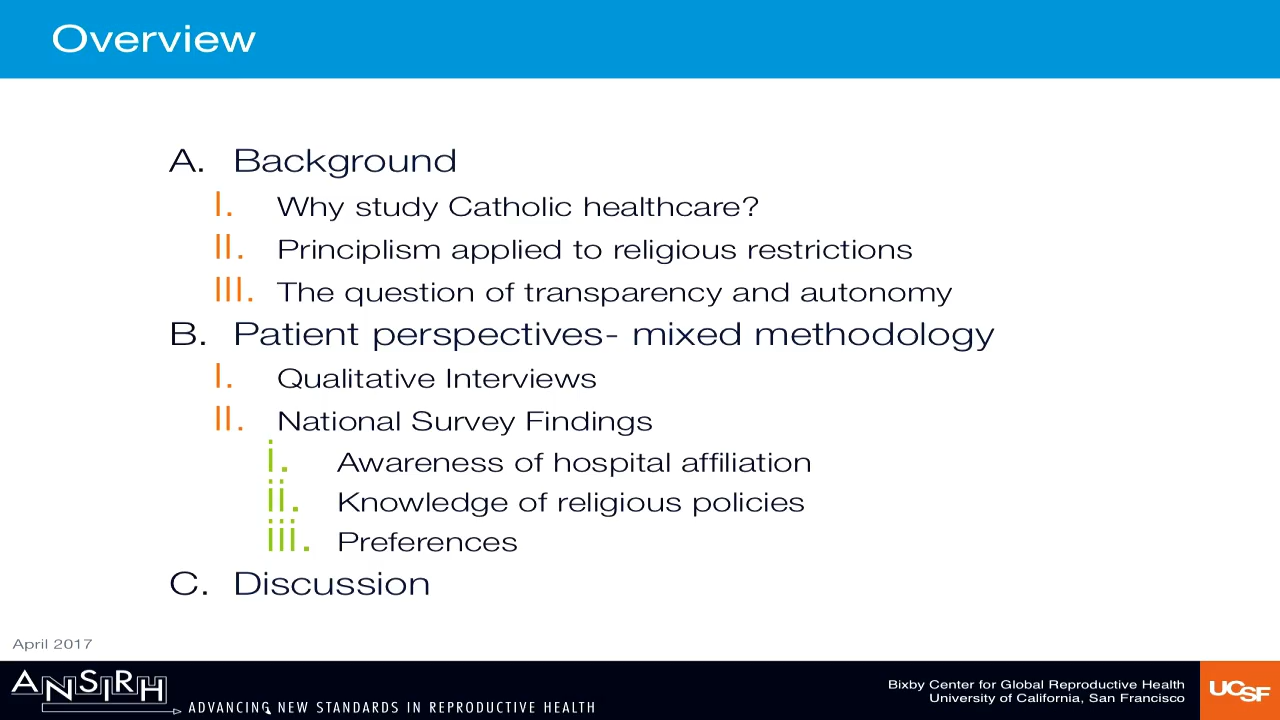 Overview
A. Background
I. Why study Catholic healthcare?
II. Principlism applied to religious restrictions
III. The question of transparency and autonomy
B. Patient perspectives- mixed methodology
I. Qualitative Interviews
II. National Survey Findings
i. Awareness of hospital affiliation
ii. Knowledge of religious policies
iii. Preferences
C. Discussion
April 2017
ANSIRH
ADVANCING NEW STANDARDS IN REPRODUCTIVE HEALTH
Bixby Center for Global Reproductive Health
University of California, San Francisco
UCSF